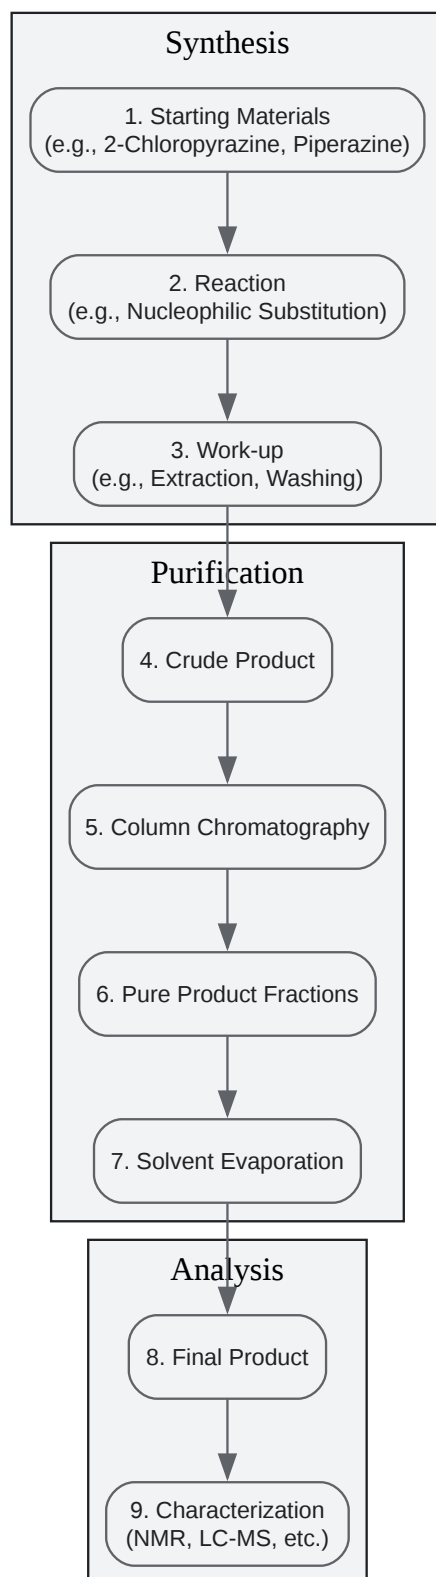 Synthesis
1. Starting Materials
(e.g., 2-Chloropyrazine, Piperazine)
2. Reaction
(e.g., Nucleophilic Substitution)
3. Work-up
(e.g., Extraction, Washing)
Purification
4. Crude Product
5. Column Chromatography
6. Pure Product Fractions
7. Solvent Evaporation
Analysis
8. Final Product
9. Characterization
(NMR, LC-MS, etc.)